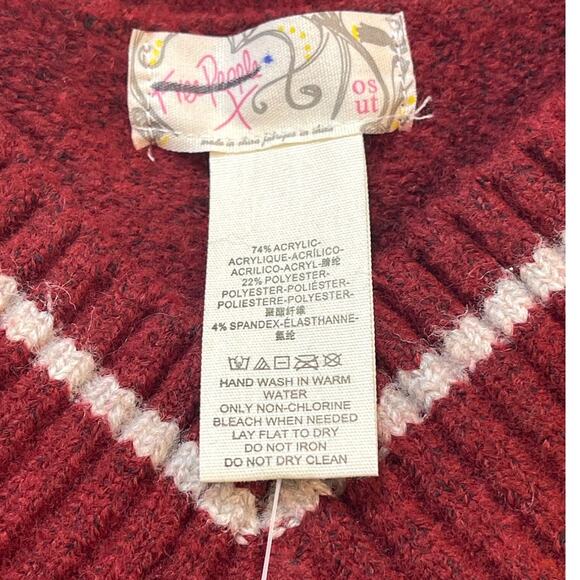 Free People
X
os
ut
made in china fabriqué en chine
74% ACRYLIC-
ACRYLIQUE-ACRÍLICO-
ACRILICO-ACRYL-腈纶
22% POLYESTER-
POLYESTER-POLIÉSTER-
POLIESTERE-POLYESTER-
聚酯纤维
4% SPANDEX-ÉLASTHANNE-
氨纶
HAND WASH IN WARM
WATER
ONLY NON-CHLORINE
BLEACH WHEN NEEDED
LAY FLAT TO DRY
DO NOT IRON
DO NOT DRY CLEAN